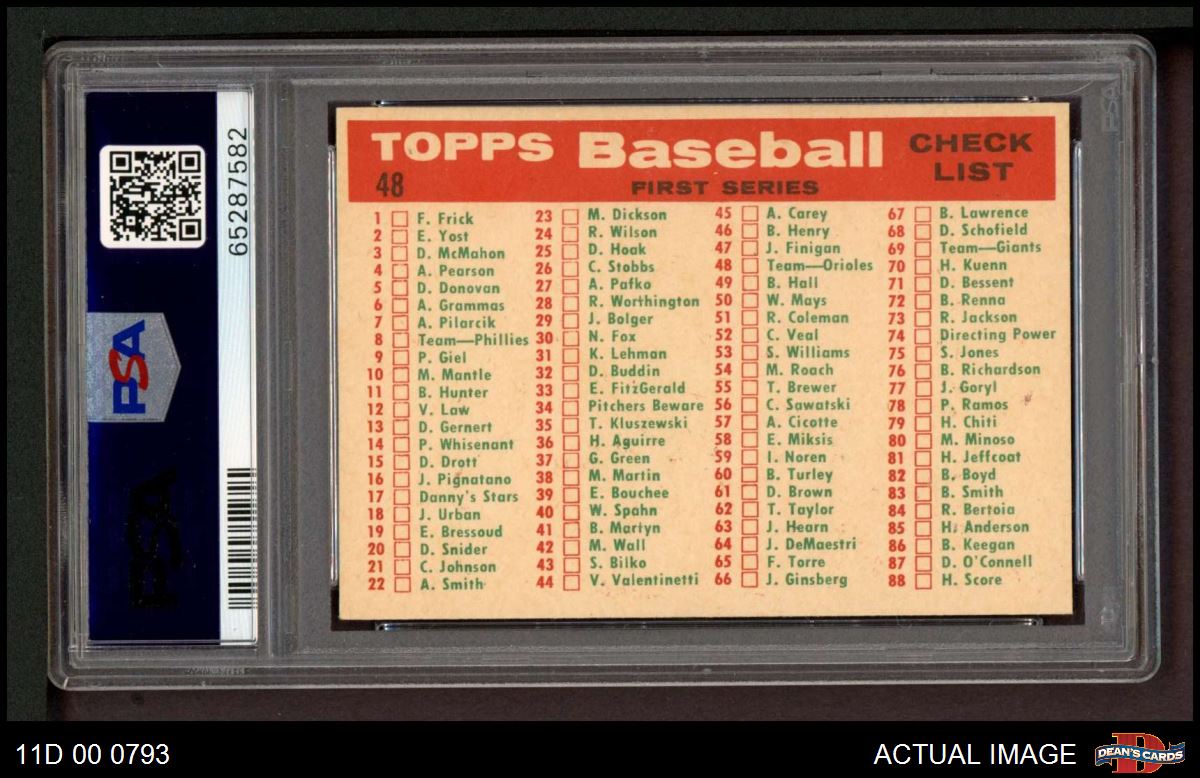 65287582
PSA
PSA
PSA
TOPPS Baseball CHECK LIST
48
FIRST SERIES
1 F. Frick
2 E. Yost
3 D. McMahon
4 A. Pearson
5 D. Donovan
6 A. Grammas
7 A. Pilarcik
8 Team—Phillies
9 P. Giel
10 M. Mantle
11 B. Hunter
12 V. Law
13 D. Gernert
14 P. Whisenant
15 D. Drott
16 J. Pignatano
17 Danny's Stars
18 J. Urban
19 E. Bressoud
20 D. Snider
21 C. Johnson
22 A. Smith
23 M. Dickson
24 R. Wilson
25 D. Hoak
26 C. Stobbs
27 A. Pafko
28 R. Worthington
29 J. Bolger
30 N. Fox
31 K. Lehman
32 D. Buddin
33 E. FitzGerald
34 Pitchers Beware
35 T. Kluszewski
36 H. Aguirre
37 G. Green
38 M. Martin
39 E. Bouchee
40 W. Spahn
41 B. Martyn
42 M. Wall
43 S. Bilko
44 V. Valentinetti
45 A. Carey
46 B. Henry
47 J. Finigan
48 Team—Orioles
49 B. Hall
50 W. Mays
51 R. Coleman
52 C. Veal
53 S. Williams
54 M. Roach
55 T. Brewer
56 C. Sawatski
57 A. Cicotte
58 E. Miksis
59 I. Noren
60 B. Turley
61 D. Brown
62 T. Taylor
63 J. Hearn
64 J. DeMaestri
65 F. Torre
66 J. Ginsberg
67 B. Lawrence
68 D. Schofield
69 Team—Giants
70 H. Kuenn
71 D. Bessent
72 B. Renna
73 R. Jackson
74 Directing Power
75 S. Jones
76 B. Richardson
77 J. Goryl
78 P. Ramos
79 H. Chiti
80 M. Minoso
81 H. Jeffcoat
82 B. Boyd
83 B. Smith
84 R. Bertoia
85 H. Anderson
86 B. Keegan
87 D. O'Connell
88 H. Score
11D 00 0793
ACTUAL IMAGE
DEAN'S CARDS